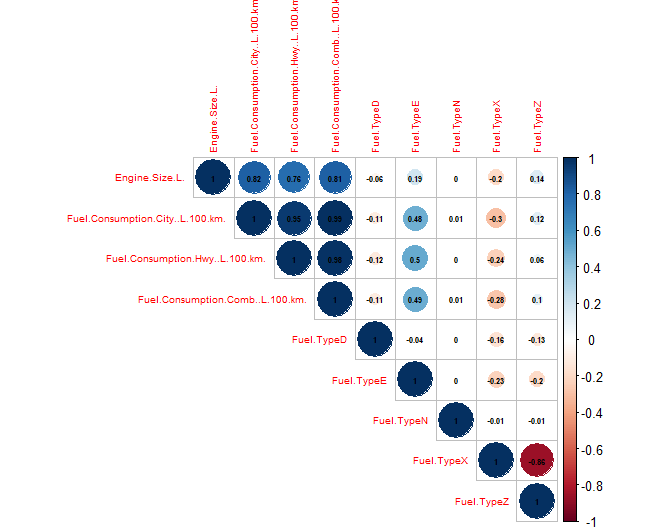 Engine.Size.L.
Fuel.Consumption.City..L.100.km.
Fuel.Consumption.Hwy..L.100.km.
Fuel.Consumption.Comb..L.100.km.
Fuel.TypeD
Fuel.TypeE
Fuel.TypeN
Fuel.TypeX
Fuel.TypeZ
Engine.Size.L. 1 0.82 0.76 0.81 -0.06 0.19 0 -0.2 0.14
Fuel.Consumption.City..L.100.km. 1 0.95 0.99 -0.11 0.48 0.01 -0.3 0.12
Fuel.Consumption.Hwy..L.100.km. 1 0.98 -0.12 0.5 0 -0.24 0.06
Fuel.Consumption.Comb..L.100.km. 1 -0.11 0.49 0.01 -0.28 0.1
Fuel.TypeD 1 -0.04 0 -0.16 -0.13
Fuel.TypeE 1 0 -0.23 -0.2
Fuel.TypeN 1 -0.01 -0.01
Fuel.TypeX 1 -0.86
Fuel.TypeZ 1
1
0.8
0.6
0.4
0.2
0
-0.2
-0.4
-0.6
-0.8
-1